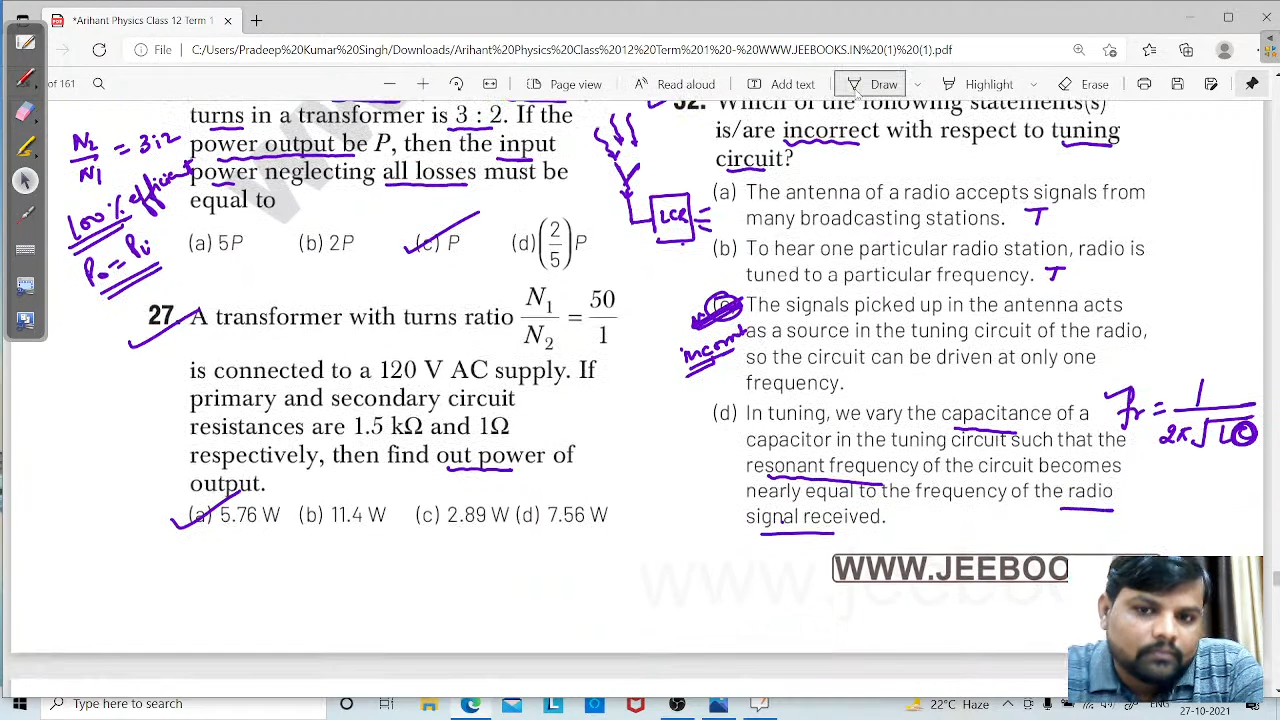 *Arihant Physics Class 12 Term 1
File C:/Users/Pradeep%20Kumar%20Singh/Downloads/Arihant%20Physics%20Class%2012%20Term%201%20-%20WWW.JEEBOOKS.IN%20(1)%20(1).pdf
of 161 Page view Read aloud Add text Draw Highlight Erase
turns in a transformer is 3 : 2. If the
power output be P, then the input
power neglecting all losses must be
equal to
(a) 5P (b) 2P (c) P (d) (2/5) P
N2/N1 = 3:2
100% efficient
Po = Pi
27. A transformer with turns ratio N1/N2 = 50/1
is connected to a 120 V AC supply. If
primary and secondary circuit
resistances are 1.5 kΩ and 1Ω
respectively, then find out power of
output.
(a) 5.76 W (b) 11.4 W (c) 2.89 W (d) 7.56 W
32. Which of the following statements(s)
is/are incorrect with respect to tuning
circuit?
(a) The antenna of a radio accepts signals from
many broadcasting stations. T
(b) To hear one particular radio station, radio is
tuned to a particular frequency. T
(c) The signals picked up in the antenna acts
as a source in the tuning circuit of the radio,
so the circuit can be driven at only one
frequency.
(d) In tuning, we vary the capacitance of a
capacitor in the tuning circuit such that the
resonant frequency of the circuit becomes
nearly equal to the frequency of the radio
signal received.
LCR
fr = 1/2π√LC
WWW.JEEBOO
www.jeebo
Type here to search
22°C Haze
ENG
27-10-2021